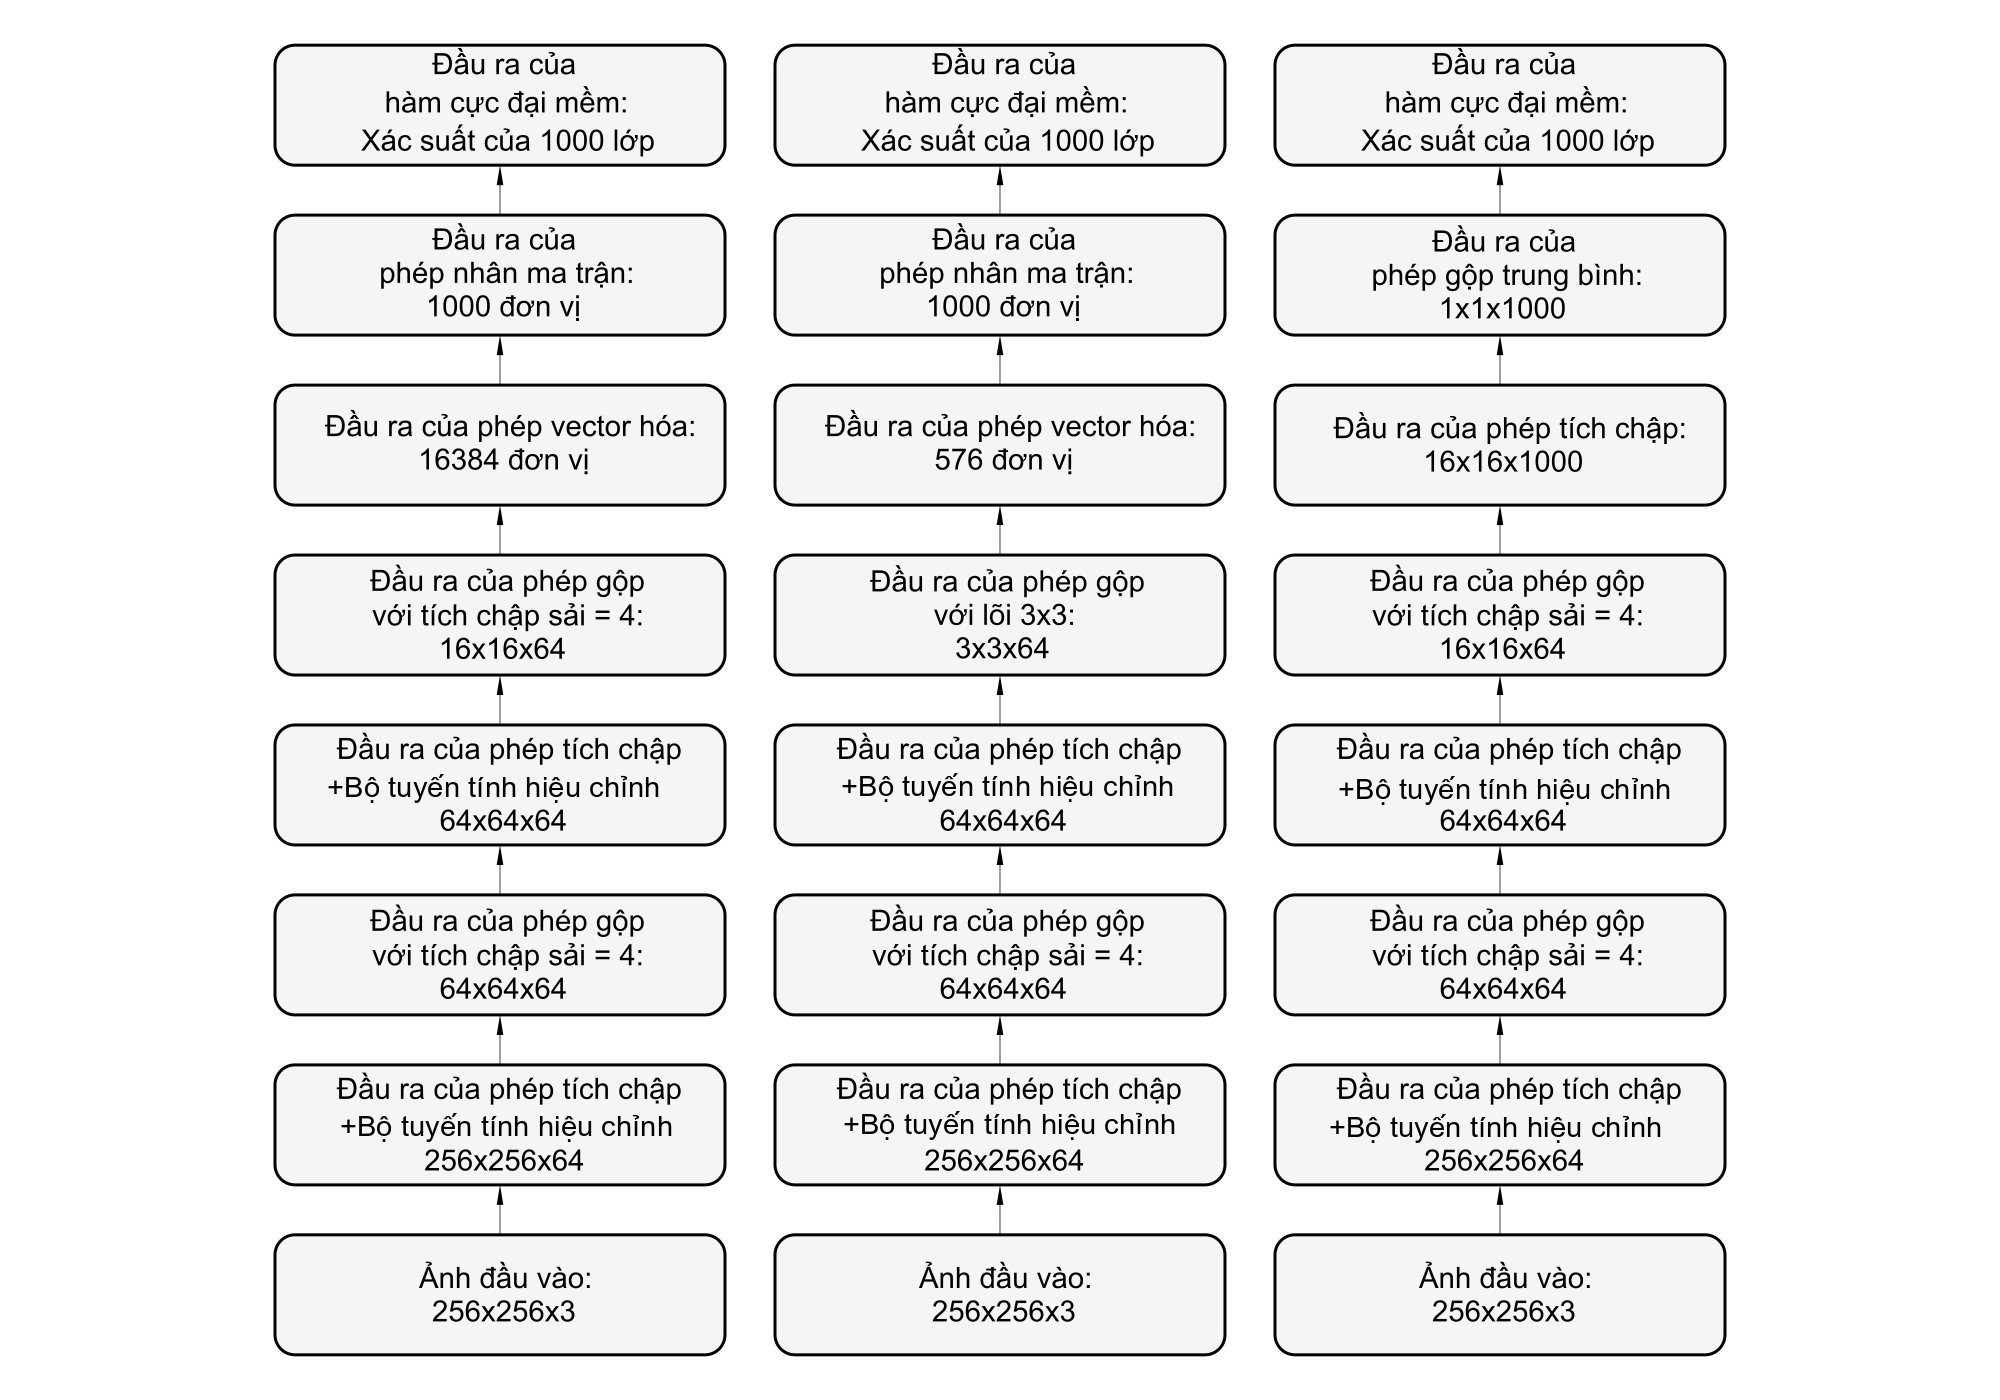 Đầu ra của
hàm cực đại mềm:
Xác suất của 1000 lớp
Đầu ra của
phép nhân ma trận:
1000 đơn vị
Đầu ra của phép vector hóa:
16384 đơn vị
Đầu ra của phép gộp
với tích chập sải = 4:
16x16x64
Đầu ra của phép tích chập
+Bộ tuyến tính hiệu chỉnh
64x64x64
Đầu ra của phép gộp
với tích chập sải = 4:
64x64x64
Đầu ra của phép tích chập
+Bộ tuyến tính hiệu chỉnh
256x256x64
Ảnh đầu vào:
256x256x3
Đầu ra của
hàm cực đại mềm:
Xác suất của 1000 lớp
Đầu ra của
phép nhân ma trận:
1000 đơn vị
Đầu ra của phép vector hóa:
576 đơn vị
Đầu ra của phép gộp
với lõi 3x3:
3x3x64
Đầu ra của phép tích chập
+Bộ tuyến tính hiệu chỉnh
64x64x64
Đầu ra của phép gộp
với tích chập sải = 4:
64x64x64
Đầu ra của phép tích chập
+Bộ tuyến tính hiệu chỉnh
256x256x64
Ảnh đầu vào:
256x256x3
Đầu ra của
hàm cực đại mềm:
Xác suất của 1000 lớp
Đầu ra của
phép gộp trung bình:
1x1x1000
Đầu ra của phép tích chập:
16x16x1000
Đầu ra của phép gộp
với tích chập sải = 4:
16x16x64
Đầu ra của phép tích chập
+Bộ tuyến tính hiệu chỉnh
64x64x64
Đầu ra của phép gộp
với tích chập sải = 4:
64x64x64
Đầu ra của phép tích chập
+Bộ tuyến tính hiệu chỉnh
256x256x64
Ảnh đầu vào:
256x256x3